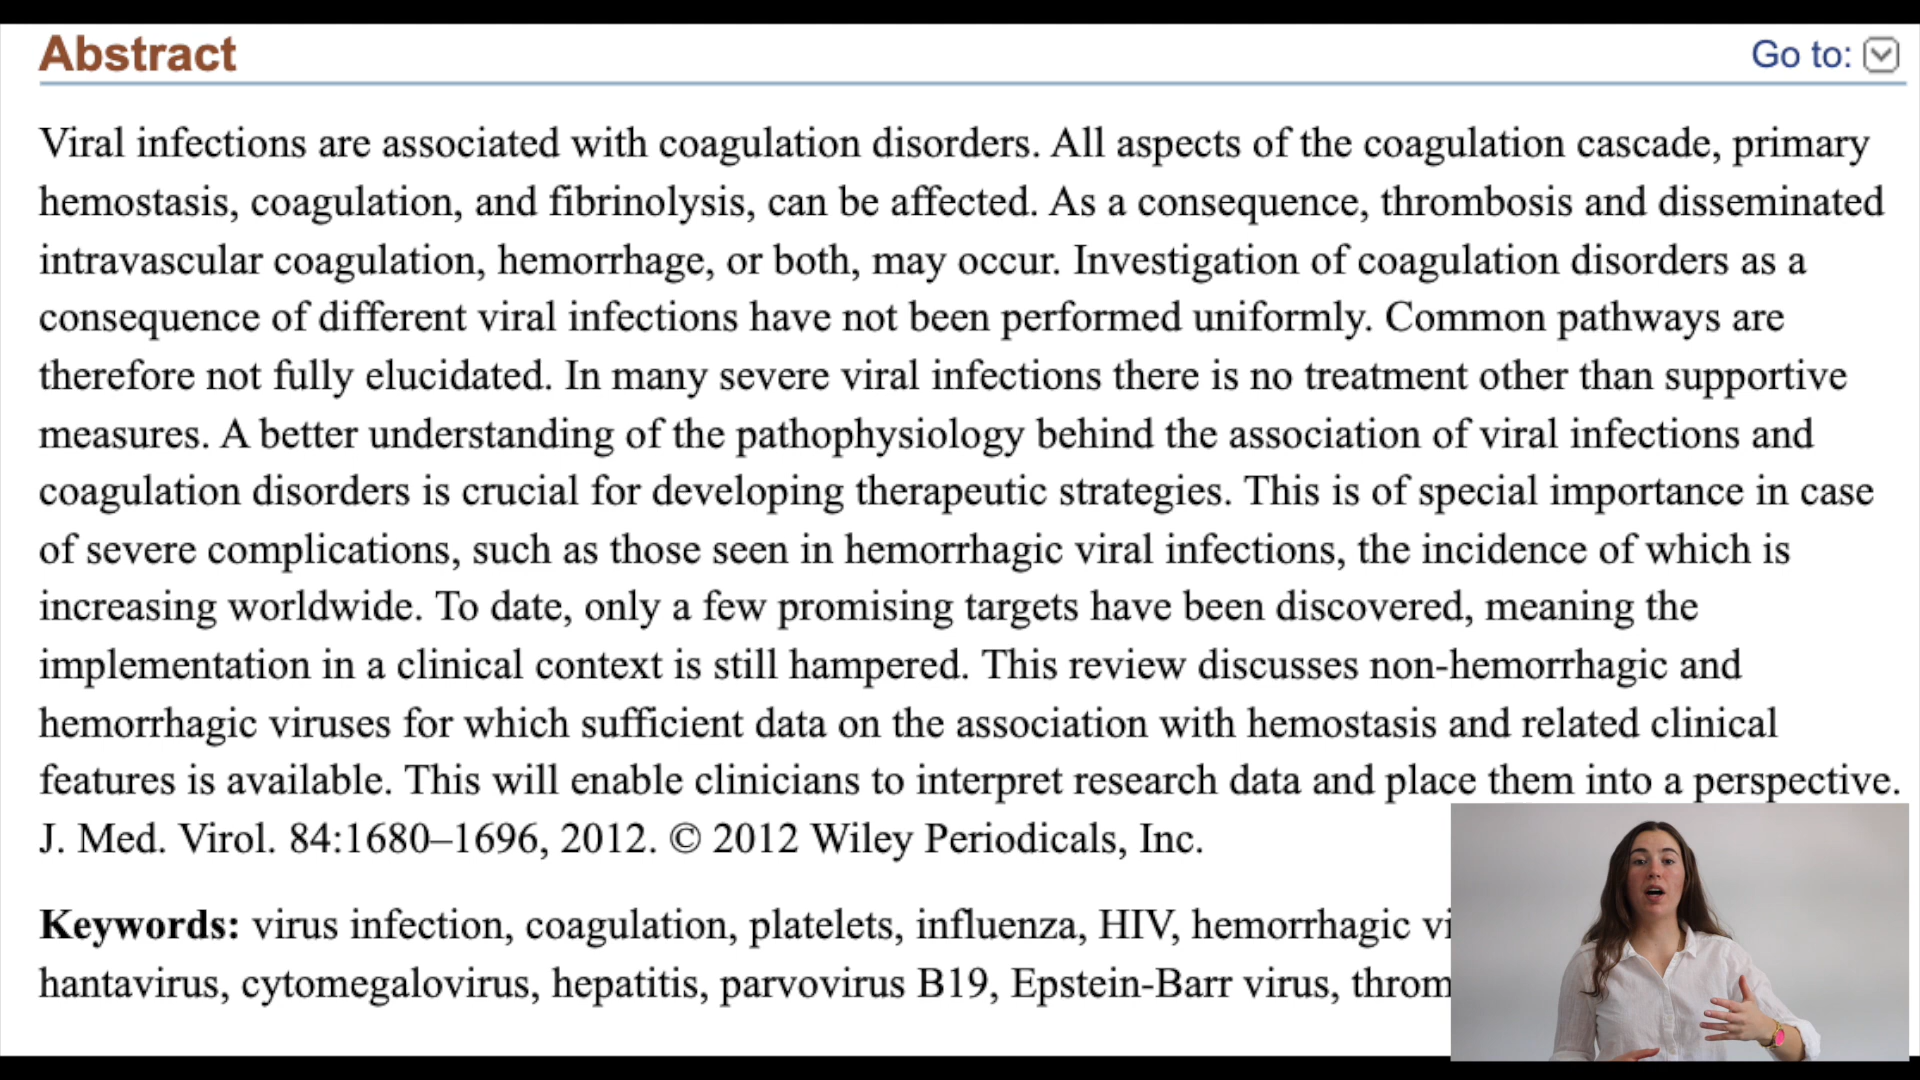 Abstract
Go to:
Viral infections are associated with coagulation disorders. All aspects of the coagulation cascade, primary
hemostasis, coagulation, and fibrinolysis, can be affected. As a consequence, thrombosis and disseminated
intravascular coagulation, hemorrhage, or both, may occur. Investigation of coagulation disorders as a
consequence of different viral infections have not been performed uniformly. Common pathways are
therefore not fully elucidated. In many severe viral infections there is no treatment other than supportive
measures. A better understanding of the pathophysiology behind the association of viral infections and
coagulation disorders is crucial for developing therapeutic strategies. This is of special importance in case
of severe complications, such as those seen in hemorrhagic viral infections, the incidence of which is
increasing worldwide. To date, only a few promising targets have been discovered, meaning the
implementation in a clinical context is still hampered. This review discusses non-hemorrhagic and
hemorrhagic viruses for which sufficient data on the association with hemostasis and related clinical
features is available. This will enable clinicians to interpret research data and place them into a perspective.
J. Med. Virol. 84:1680–1696, 2012. © 2012 Wiley Periodicals, Inc.
Keywords: virus infection, coagulation, platelets, influenza, HIV, hemorrhagic
hantavirus, cytomegalovirus, hepatitis, parvovirus B19, Epstein-Barr virus,